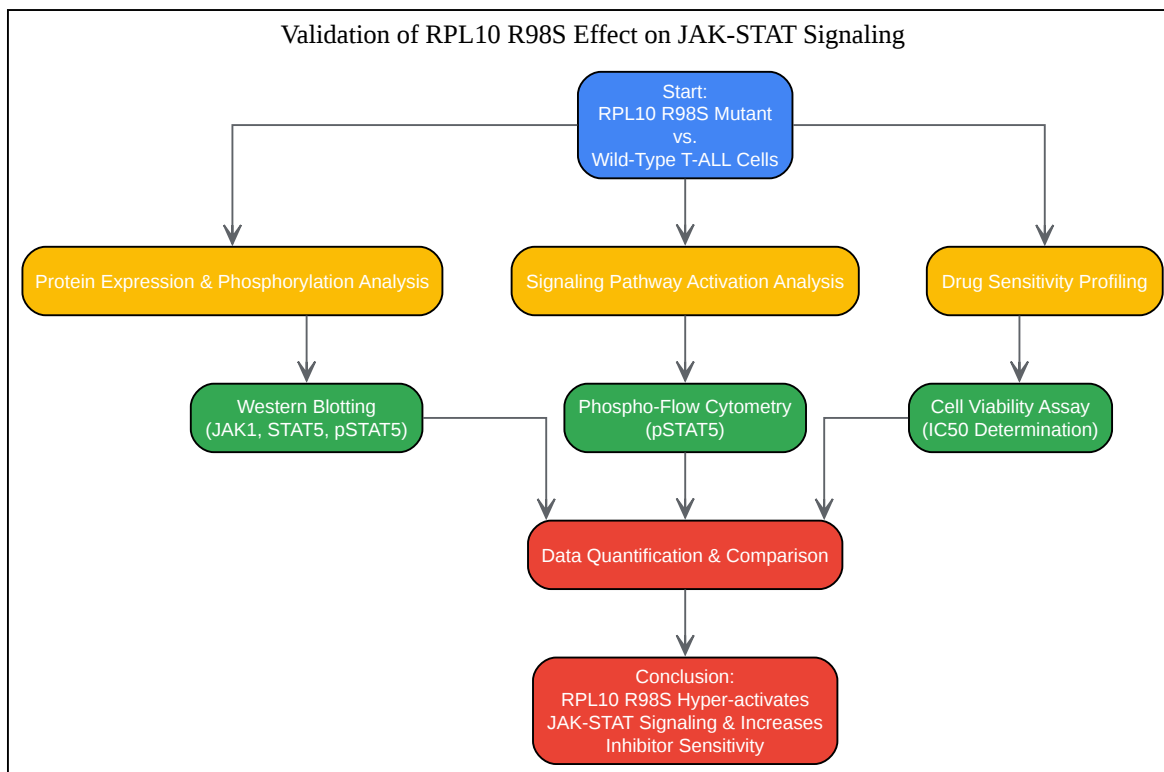 Validation of RPL10 R98S Effect on JAK-STAT Signaling
Start:
RPL10 R98S Mutant
vs.
Wild-Type T-ALL Cells
Protein Expression & Phosphorylation Analysis
Signaling Pathway Activation Analysis
Drug Sensitivity Profiling
Western Blotting
(JAK1, STAT5, pSTAT5)
Phospho-Flow Cytometry
(pSTAT5)
Cell Viability Assay
(IC50 Determination)
Data Quantification & Comparison
Conclusion:
RPL10 R98S Hyper-activates
JAK-STAT Signaling & Increases
Inhibitor Sensitivity